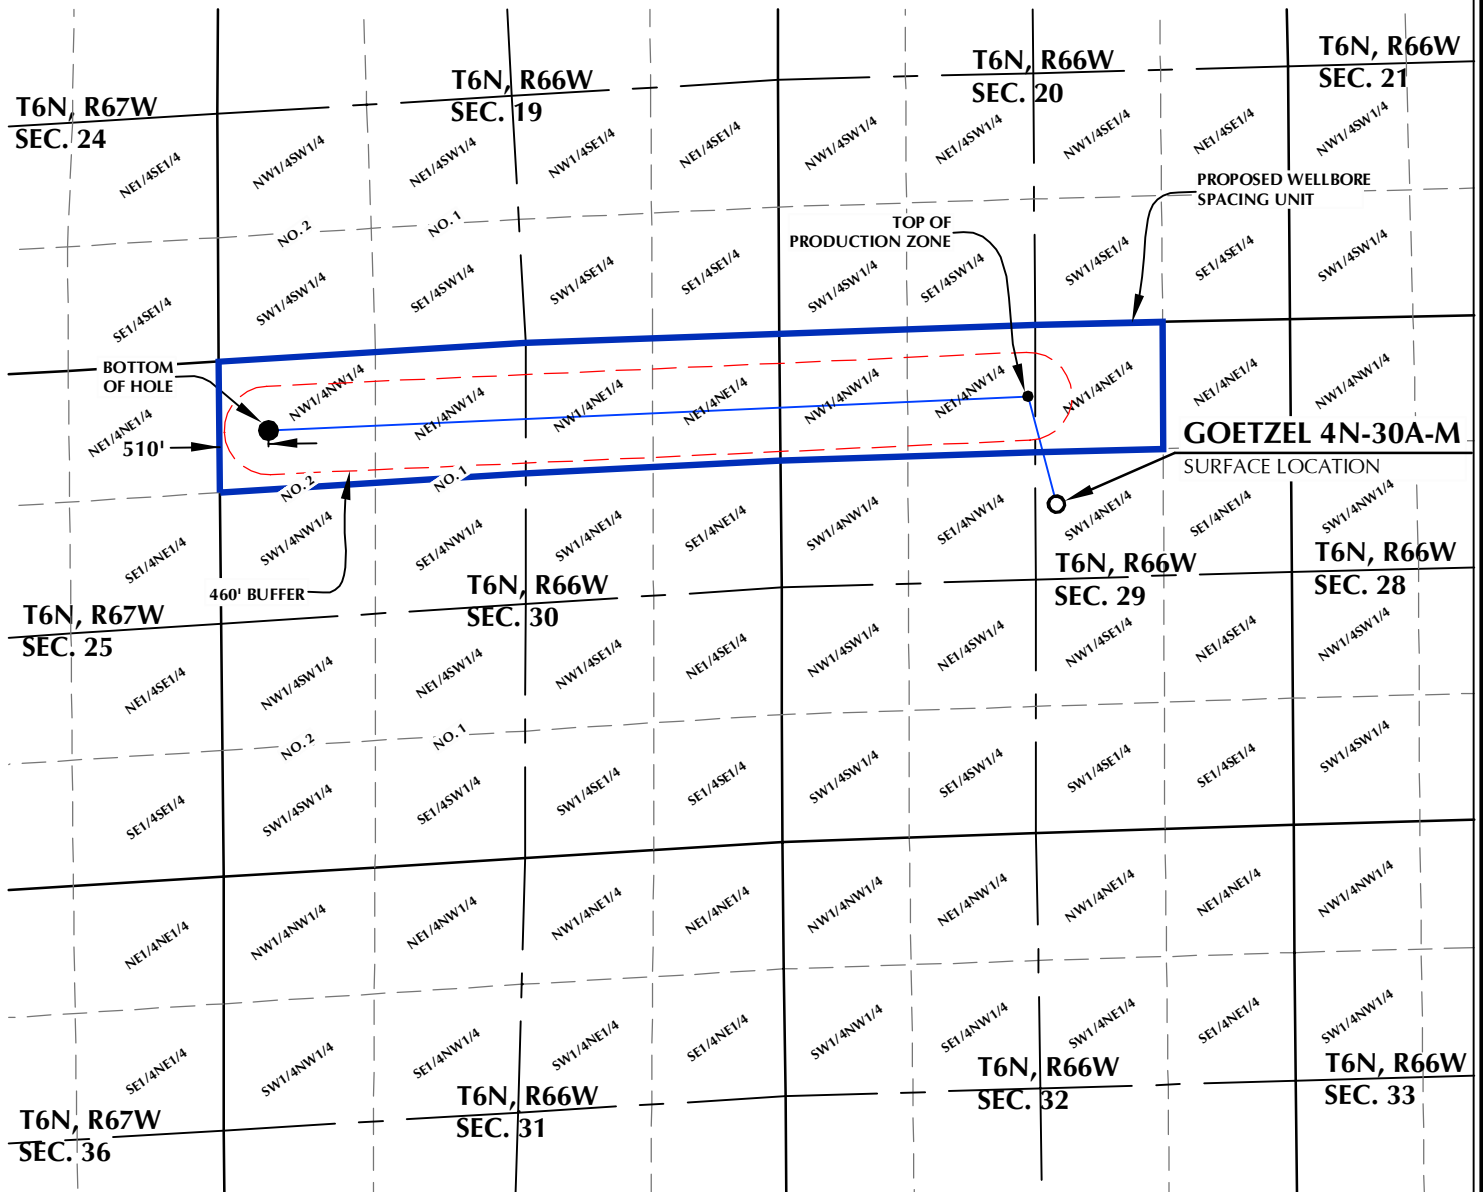 T6N, R67W
SEC. 24
T6N, R66W
SEC. 19
T6N, R66W
SEC. 20
T6N, R66W
SEC. 21
NE1/4SE1/4
NW1/4SW1/4
NE1/4SW1/4
NW1/4SE1/4
NE1/4SE1/4
NW1/4SW1/4
NE1/4SW1/4
NW1/4SE1/4
NE1/4SE1/4
NW1/4SW1/4
NO. 2
NO. 1
TOP OF
PRODUCTION ZONE
PROPOSED WELLBORE
SPACING UNIT
SE1/4SE1/4
SW1/4SW1/4
SE1/4SW1/4
SW1/4SE1/4
SE1/4SE1/4
SW1/4SW1/4
SE1/4SW1/4
SW1/4SE1/4
SE1/4SE1/4
SW1/4SW1/4
BOTTOM
OF HOLE
NE1/4NE1/4
NW1/4NW1/4
NE1/4NW1/4
NW1/4NE1/4
NE1/4NE1/4
NW1/4NW1/4
NE1/4NW1/4
NW1/4NE1/4
NE1/4NE1/4
NW1/4NW1/4
510'
GOETZEL 4N-30A-M
SURFACE LOCATION
NO. 2
NO. 1
SE1/4NE1/4
SW1/4NW1/4
SE1/4NW1/4
SW1/4NE1/4
SE1/4NE1/4
SW1/4NW1/4
SE1/4NW1/4
SW1/4NE1/4
SE1/4NE1/4
SW1/4NW1/4
460' BUFFER
T6N, R67W
SEC. 25
T6N, R66W
SEC. 30
T6N, R66W
SEC. 29
T6N, R66W
SEC. 28
NE1/4SE1/4
NW1/4SW1/4
NE1/4SW1/4
NW1/4SE1/4
NE1/4SE1/4
NW1/4SW1/4
NE1/4SW1/4
NW1/4SE1/4
NE1/4SE1/4
NW1/4SW1/4
NO. 2
NO. 1
SE1/4SE1/4
SW1/4SW1/4
SE1/4SW1/4
SW1/4SE1/4
SE1/4SE1/4
SW1/4SW1/4
SE1/4SW1/4
SW1/4SE1/4
SE1/4SE1/4
SW1/4SW1/4
NE1/4NE1/4
NW1/4NW1/4
NE1/4NW1/4
NW1/4NE1/4
NE1/4NE1/4
NW1/4NW1/4
NE1/4NW1/4
NW1/4NE1/4
NE1/4NE1/4
NW1/4NW1/4
SE1/4NE1/4
SW1/4NW1/4
SE1/4NW1/4
SW1/4NE1/4
SE1/4NE1/4
SW1/4NW1/4
SE1/4NW1/4
SW1/4NE1/4
SE1/4NE1/4
SW1/4NW1/4
T6N, R67W
SEC. 36
T6N, R66W
SEC. 31
T6N, R66W
SEC. 32
T6N, R66W
SEC. 33